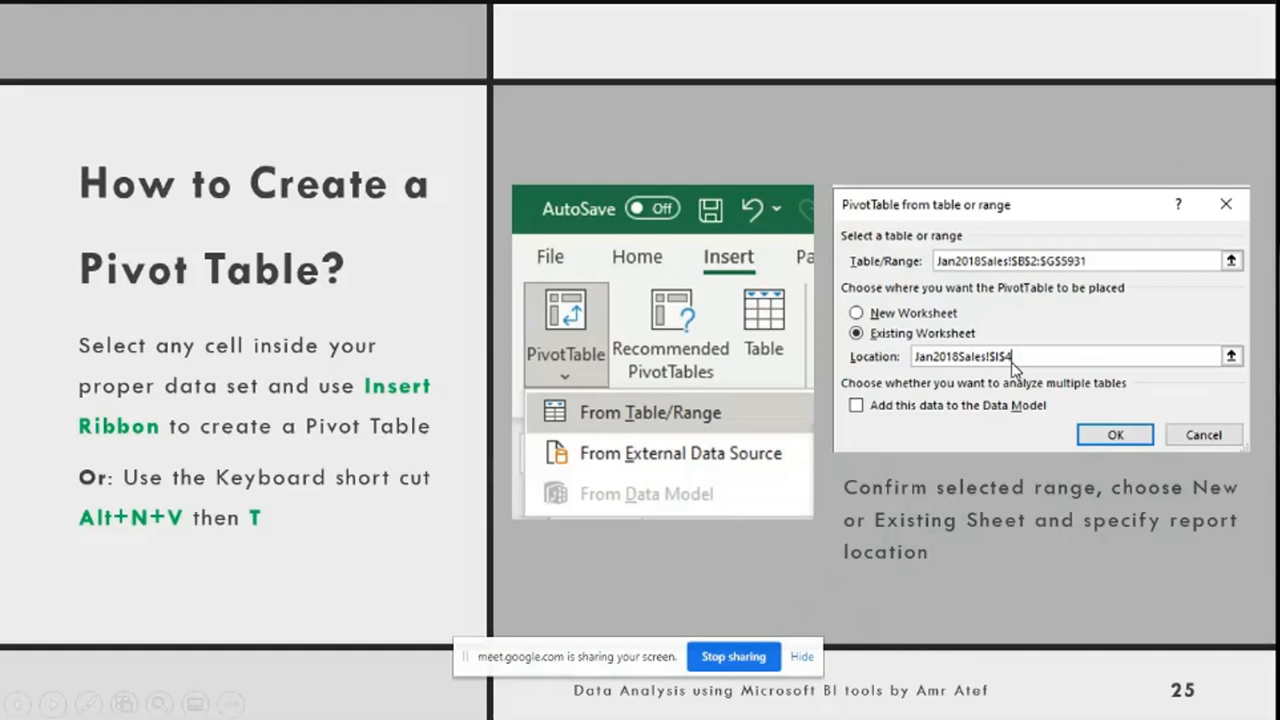 How to Create a
Pivot Table?
Select any cell inside your
proper data set and use Insert
Ribbon to create a Pivot Table
Or: Use the Keyboard short cut
Alt+N+V then T
AutoSave Off
File Home Insert Pa
PivotTable
Recommended
PivotTables
Table
From Table/Range
From External Data Source
From Data Model
PivotTable from table or range ? ×
Select a table or range
Table/Range: Jan2018Sales!$B$2:$G$5931
Choose where you want the PivotTable to be placed
New Worksheet
Existing Worksheet
Location: Jan2018Sales!$I$4
Choose whether you want to analyze multiple tables
Add this data to the Data Model
OK Cancel
Confirm selected range, choose New
or Existing Sheet and specify report
location
meet.google.com is sharing your screen. Stop sharing Hide
Data Analysis using Microsoft BI tools by Amr Atef 25